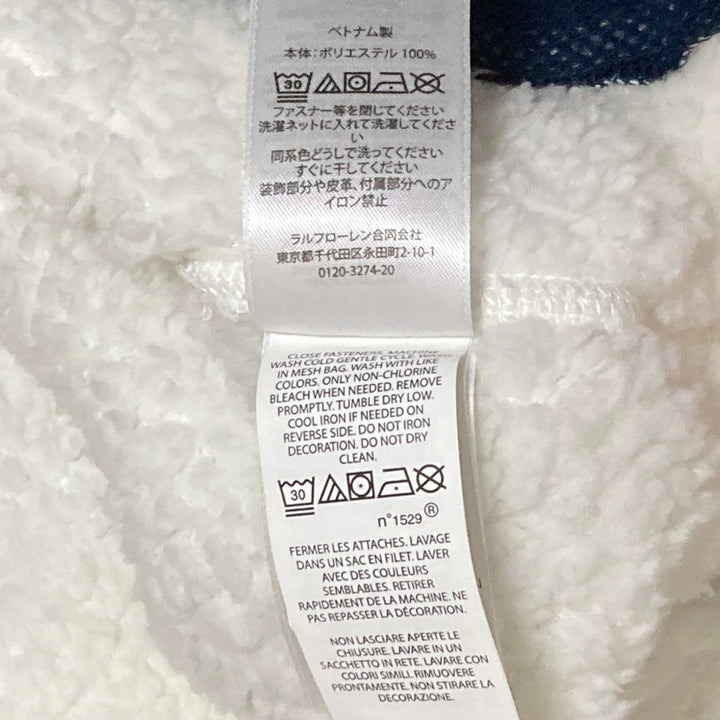 ベトナム製
本体：ポリエステル 100%
30
ファスナー等を閉じてください
洗濯ネットに入れて洗濯してくださ
い
同系色どうしで洗ってください
すぐに干してください
装飾部分や皮革、付属部分へのア
イロン禁止
ラルフローレン合同会社
東京都千代田区永田町2-10-1
0120-3274-20
CLOSE FASTENERS. MACHINE
WASH COLD GENTLE CYCLE. WASH
IN MESH BAG. WASH WITH LIKE
COLORS. ONLY NON-CHLORINE
BLEACH WHEN NEEDED. REMOVE
PROMPTLY. TUMBLE DRY LOW.
COOL IRON IF NEEDED ON
REVERSE SIDE. DO NOT IRON
DECORATION. DO NOT DRY
CLEAN.
30
n°1529®
FERMER LES ATTACHES. LAVAGE
DANS UN SAC EN FILET. LAVER
AVEC DES COULEURS
SEMBLABLES. RETIRER
RAPIDEMENT DE LA MACHINE. NE
PAS REPASSER LA DÉCORATION.
NON LASCIARE APERTE LE
CHIUSURE. LAVARE IN UN
SACCHETTO IN RETE. LAVARE CON
COLORI SIMILI. RIMUOVERE
PRONTAMENTE. NON STIRARE LA
DECORAZIONE.